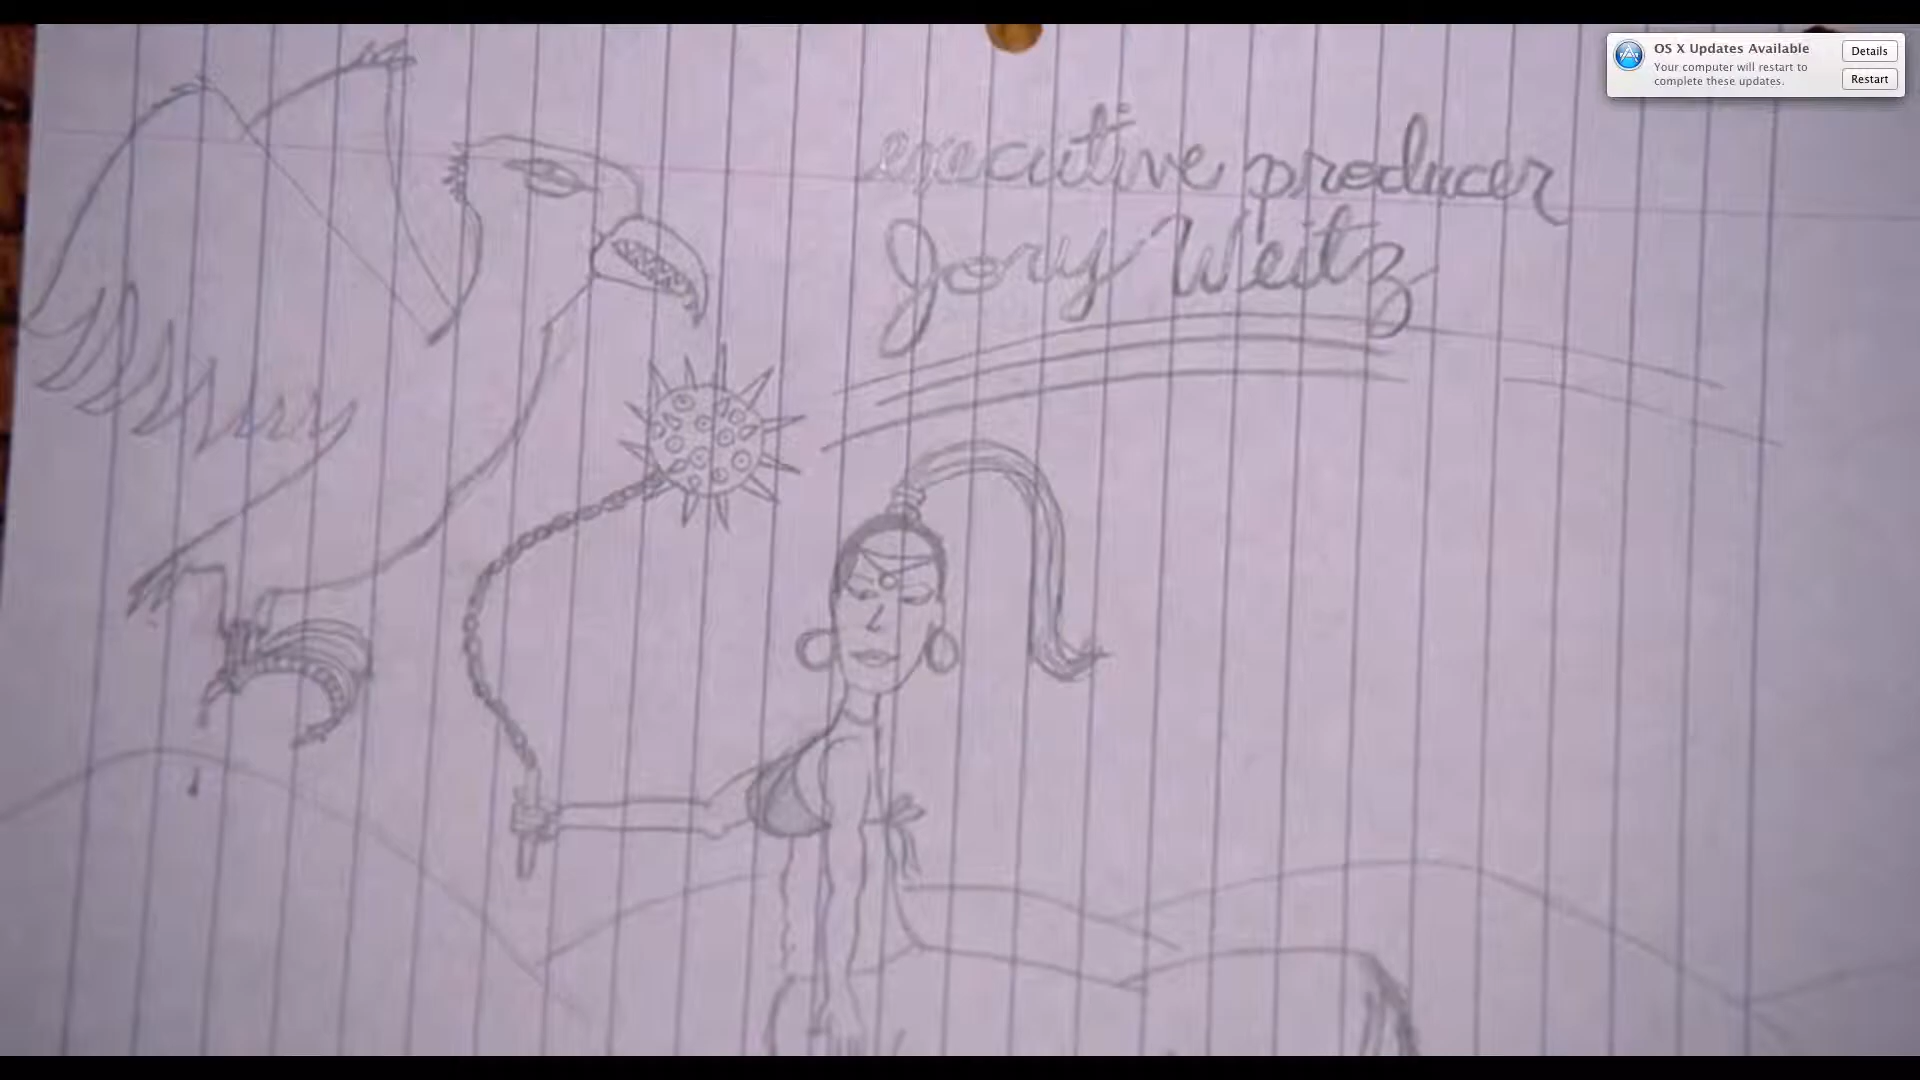 executive producer
Jory Weitz
OS X Updates Available
Your computer will restart to
complete these updates.
Details
Restart